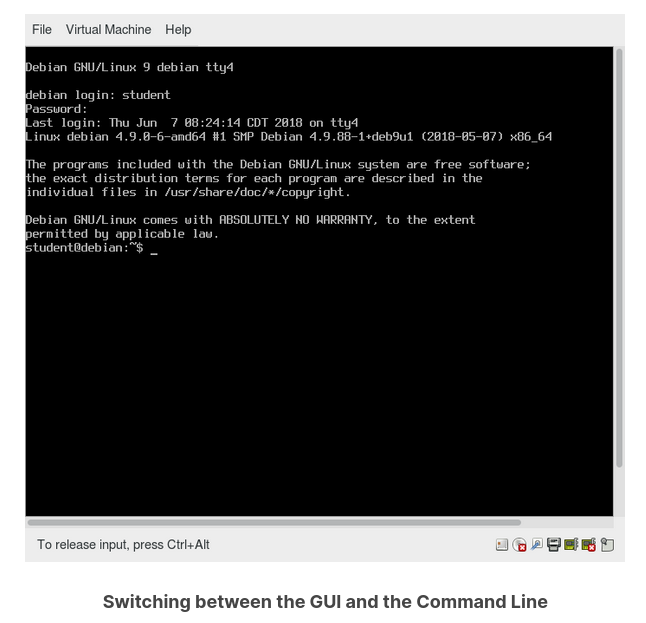 File Virtual Machine Help
Debian GNU/Linux 9 debian tty4
debian login: student
Password:
Last login: Thu Jun  7 08:24:14 CDT 2018 on tty4
Linux debian 4.9.0-6-amd64 #1 SMP Debian 4.9.88-1+deb9u1 (2018-05-07) x86_64
The programs included with the Debian GNU/Linux system are free software;
the exact distribution terms for each program are described in the
individual files in /usr/share/doc/*/copyright.
Debian GNU/Linux comes with ABSOLUTELY NO WARRANTY, to the extent
permitted by applicable law.
student@debian:~$ _
To release input, press Ctrl+Alt
Switching between the GUI and the Command Line